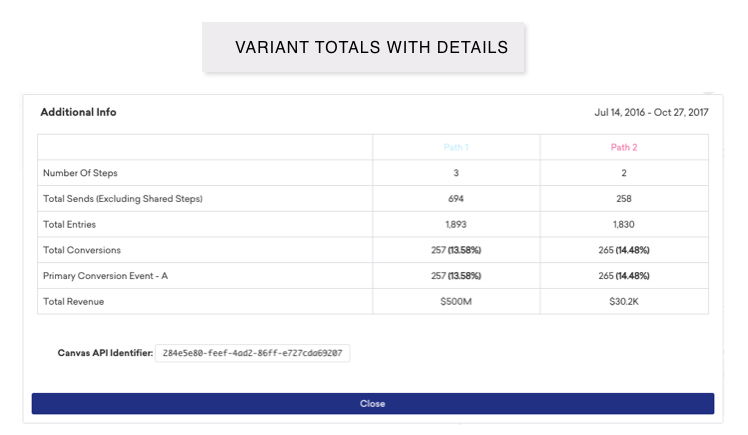 VARIANT TOTALS WITH DETAILS
Additional Info Jul 14, 2016 - Oct 27, 2017
Path 1 Path 2
Number Of Steps 3 2
Total Sends (Excluding Shared Steps) 694 258
Total Entries 1,893 1,830
Total Conversions 257 (13.58%) 265 (14.48%)
Primary Conversion Event - A 257 (13.58%) 265 (14.48%)
Total Revenue $500M $30.2K
Canvas API Identifier: 284e5e80-feef-4ad2-86ff-e727cda69207
Close